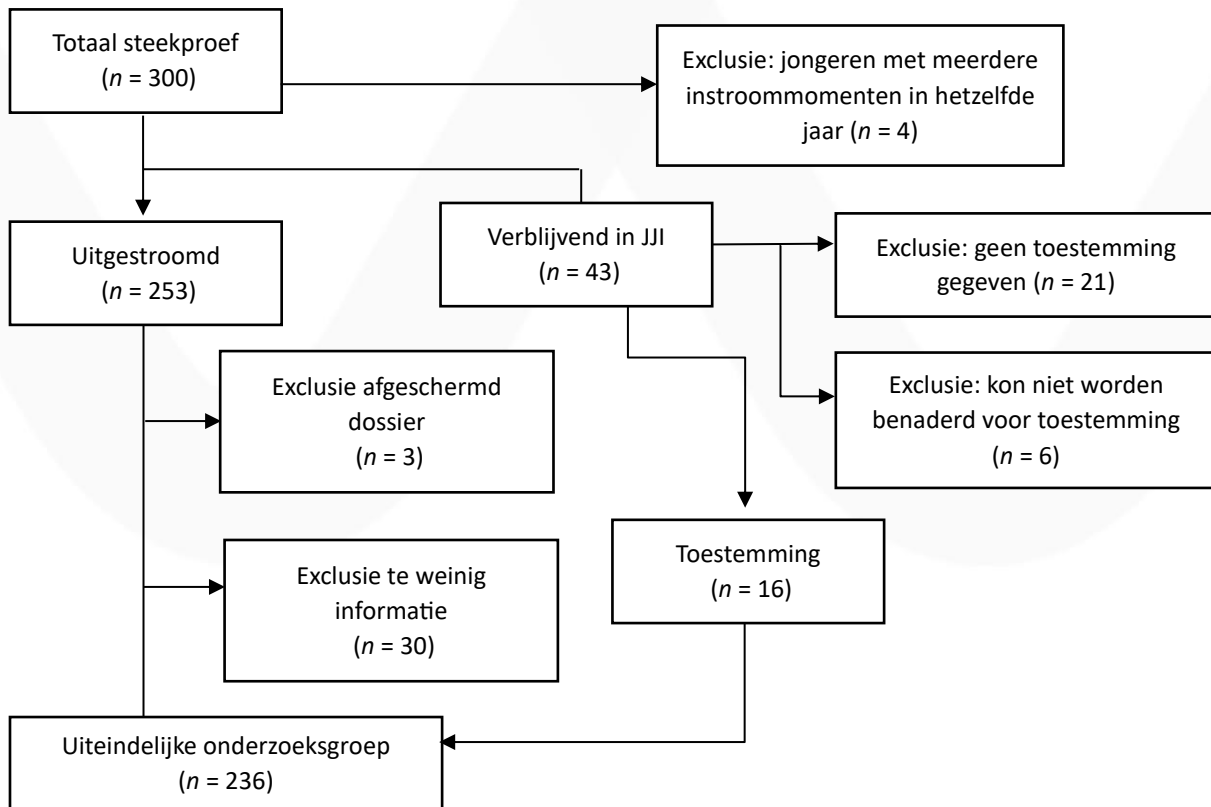 Totaal steekproef
(n = 300)
Exclusie: jongeren met meerdere
instroommomenten in hetzelfde
jaar (n = 4)
Uitgestroomd
(n = 253)
Verblijvend in JJI
(n = 43)
Exclusie: geen toestemming
gegeven (n = 21)
Exclusie: kon niet worden
benaderd voor toestemming
(n = 6)
Exclusie afgeschermd
dossier
(n = 3)
Toestemming
(n = 16)
Exclusie te weinig
informatie
(n = 30)
Uiteindelijke onderzoeksgroep
(n = 236)